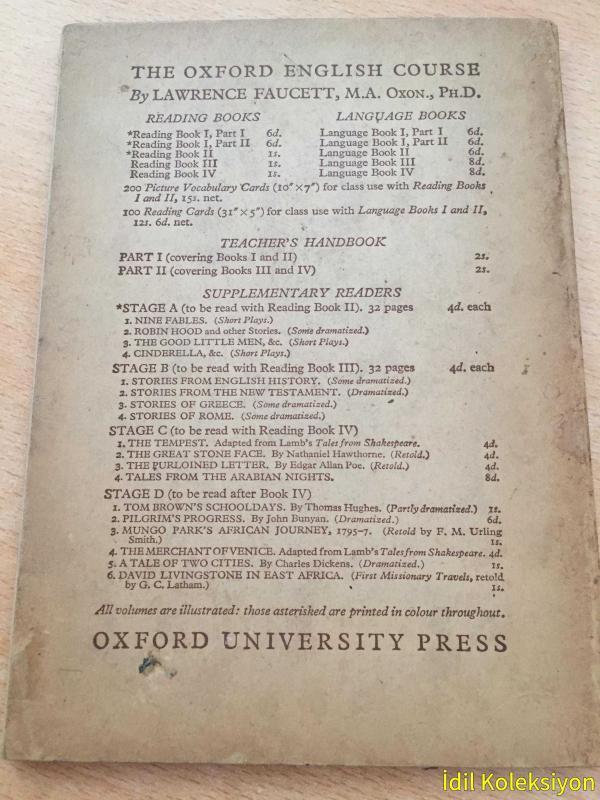 THE OXFORD ENGLISH COURSE
By LAWRENCE FAUCETT, M.A. OXON., PH.D.
READING BOOKS
*Reading Book I, Part I 6d.
*Reading Book I, Part II 6d.
*Reading Book II 1s.
Reading Book III 1s.
Reading Book IV 1s.
LANGUAGE BOOKS
Language Book I, Part I 6d.
Language Book I, Part II 6d.
Language Book II 6d.
Language Book III 8d.
Language Book IV 8d.
200 Picture Vocabulary Cards (10"×7") for class use with Reading Books
I and II, 15s. net.
100 Reading Cards (31"×5") for class use with Language Books I and II,
12s. 6d. net.
TEACHER'S HANDBOOK
PART I (covering Books I and II) 2s.
PART II (covering Books III and IV) 2s.
SUPPLEMENTARY READERS
*STAGE A (to be read with Reading Book II). 32 pages 4d. each
1. NINE FABLES. (Short Plays.)
2. ROBIN HOOD and other Stories. (Some dramatized.)
3. THE GOOD LITTLE MEN, &c. (Short Plays.)
4. CINDERELLA, &c. (Short Plays.)
STAGE B (to be read with Reading Book III). 32 pages 4d. each
1. STORIES FROM ENGLISH HISTORY. (Some dramatized.)
2. STORIES FROM THE NEW TESTAMENT. (Dramatized.)
3. STORIES OF GREECE. (Some dramatized.)
4. STORIES OF ROME. (Some dramatized.)
STAGE C (to be read with Reading Book IV)
1. THE TEMPEST. Adapted from Lamb's Tales from Shakespeare. 4d.
2. THE GREAT STONE FACE. By Nathaniel Hawthorne. (Retold.) 4d.
3. THE PURLOINED LETTER. By Edgar Allan Poe. (Retold.) 4d.
4. TALES FROM THE ARABIAN NIGHTS. 8d.
STAGE D (to be read after Book IV)
1. TOM BROWN'S SCHOOLDAYS. By Thomas Hughes. (Partly dramatized.) 1s.
2. PILGRIM'S PROGRESS. By John Bunyan. (Dramatized.) 6d.
3. MUNGO PARK'S AFRICAN JOURNEY, 1795-7. (Retold by F. M. Urling
Smith.) 1s.
4. THE MERCHANT OF VENICE. Adapted from Lamb's Tales from Shakespeare. 4d.
5. A TALE OF TWO CITIES. By Charles Dickens. (Dramatized.) 1s.
6. DAVID LIVINGSTONE IN EAST AFRICA. (First Missionary Travels, retold
by G. C. Latham.) 1s.
All volumes are illustrated: those asterisked are printed in colour throughout.
OXFORD UNIVERSITY PRESS
İdil Koleksiyon